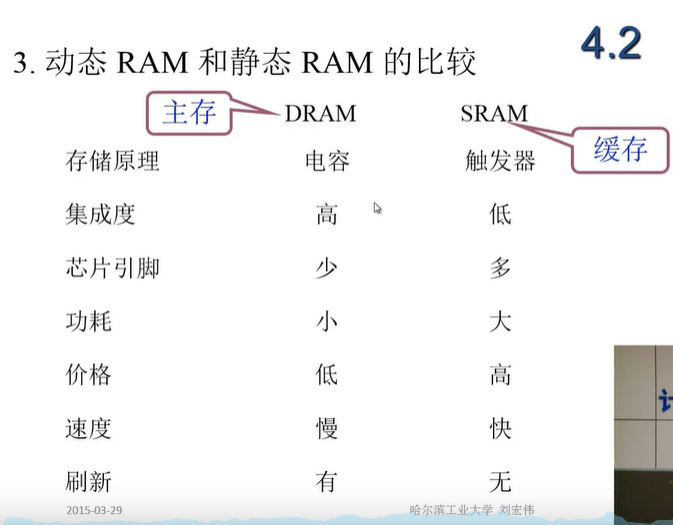 4.2
3. 动态 RAM 和静态 RAM 的比较
主存 DRAM SRAM
缓存
存储原理 电容 触发器
集成度 高 低
芯片引脚 少 多
功耗 小 大
价格 低 高
速度 慢 快
刷新 有 无
2015-03-29 哈尔滨工业大学 刘宏伟